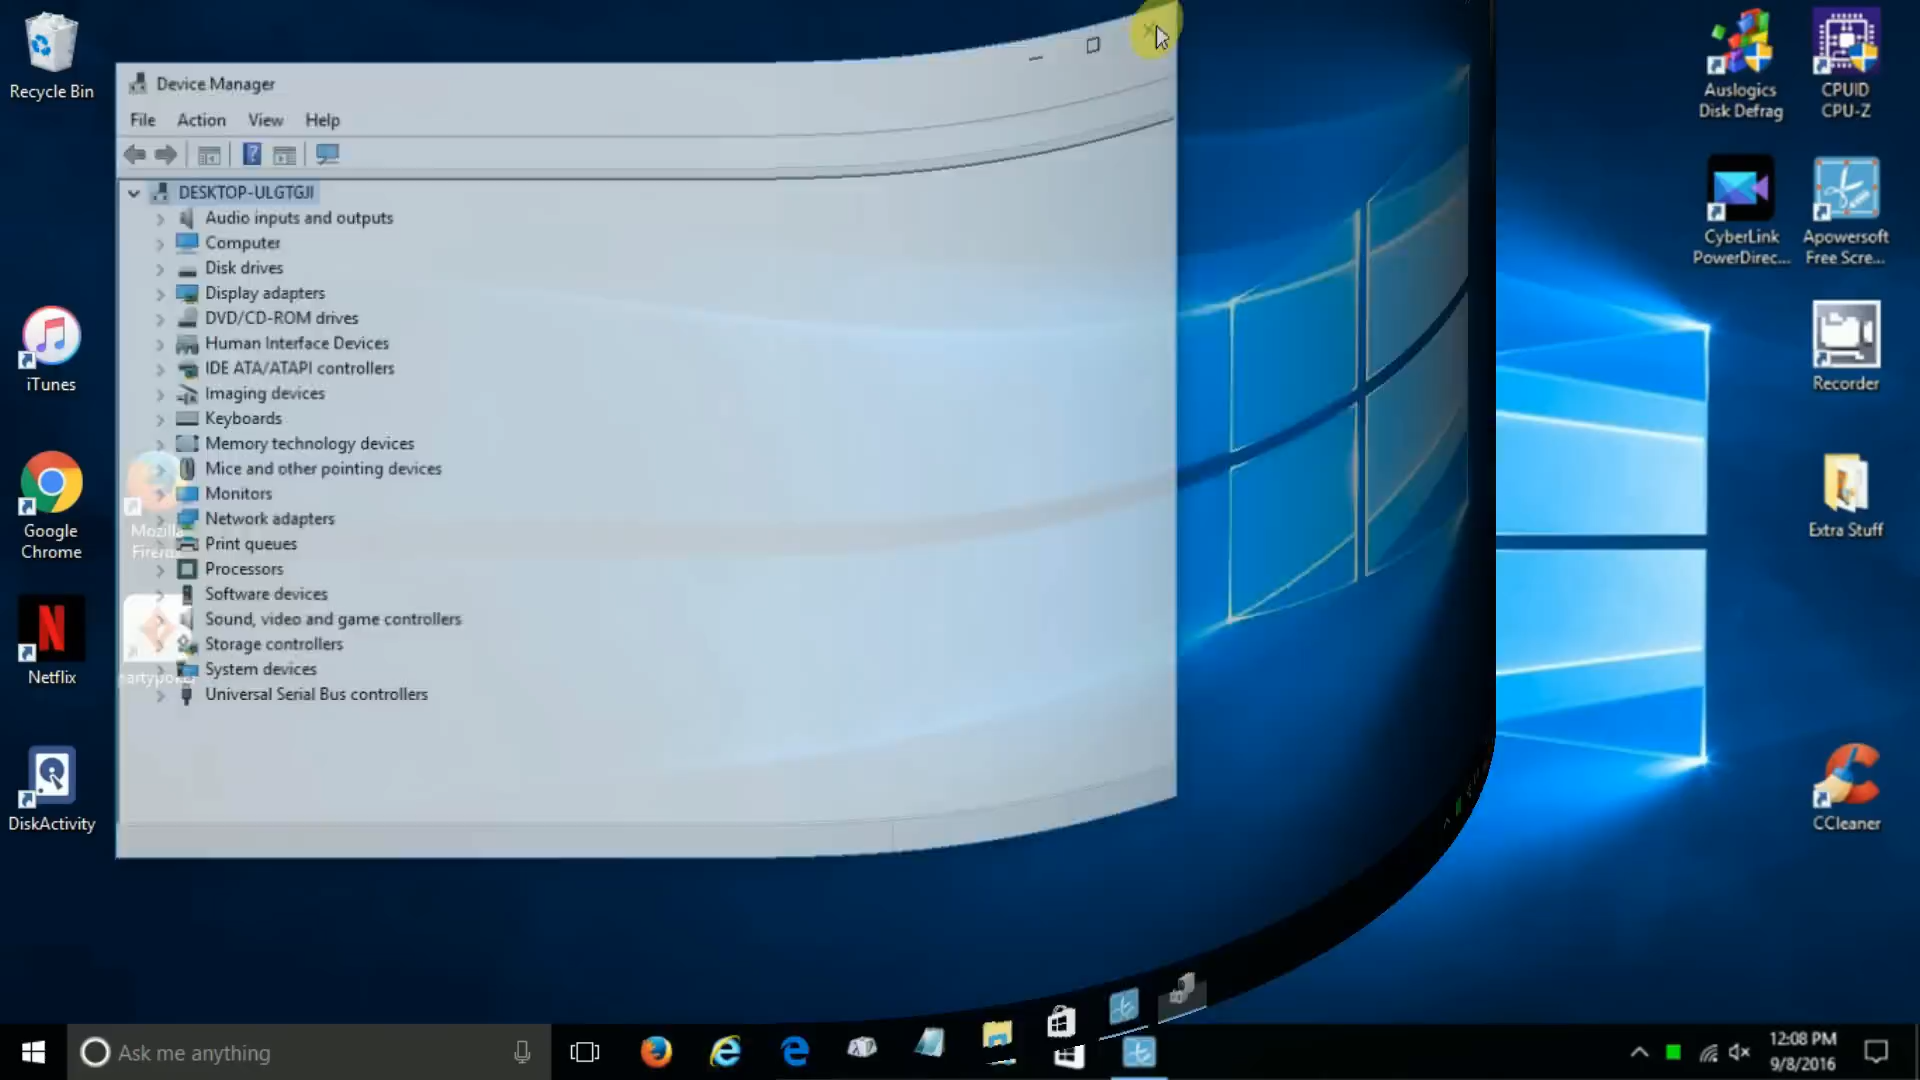 Recycle Bin
Device Manager
File Action View Help
DESKTOP-ULGTGJI
Audio inputs and outputs
Computer
Disk drives
Display adapters
DVD/CD-ROM drives
Human Interface Devices
IDE ATA/ATAPI controllers
Imaging devices
Keyboards
Memory technology devices
Mice and other pointing devices
Monitors
Network adapters
Print queues
Processors
Software devices
Sound, video and game controllers
Storage controllers
System devices
Universal Serial Bus controllers
iTunes
Google
Chrome
Mozilla
Netflix
DiskActivity
Auslogics
Disk Defrag
CPUID
CPU-Z
CyberLink
PowerDirec...
Apowersoft
Free Scre...
Recorder
Extra Stuff
CCleaner
Ask me anything
12:08 PM
9/8/2016